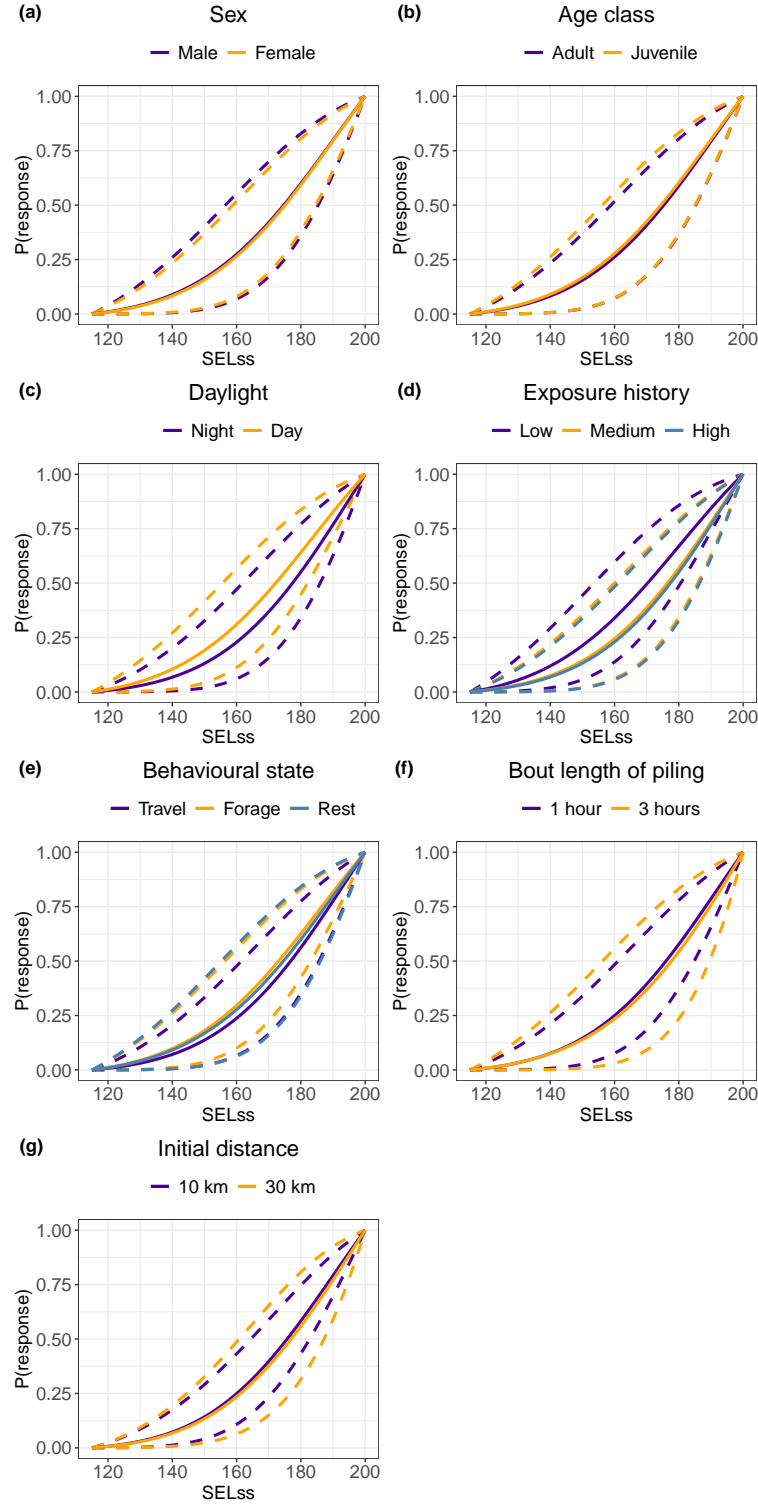 (a) Sex
Male Female
1.00
0.75
0.50
0.25
0.00
P(response)
120 140 160 180 200
SELss
(b) Age class
Adult Juvenile
1.00
0.75
0.50
0.25
0.00
P(response)
120 140 160 180 200
SELss
(c) Daylight
Night Day
1.00
0.75
0.50
0.25
0.00
P(response)
120 140 160 180 200
SELss
(d) Exposure history
Low Medium High
1.00
0.75
0.50
0.25
0.00
P(response)
120 140 160 180 200
SELss
(e) Behavioural state
Travel Forage Rest
1.00
0.75
0.50
0.25
0.00
P(response)
120 140 160 180 200
SELss
(f) Bout length of piling
1 hour 3 hours
1.00
0.75
0.50
0.25
0.00
P(response)
120 140 160 180 200
SELss
(g) Initial distance
10 km 30 km
1.00
0.75
0.50
0.25
0.00
P(response)
120 140 160 180 200
SELss